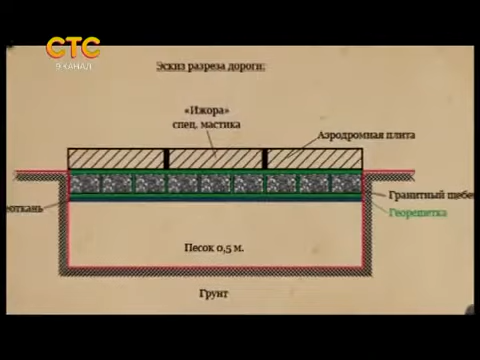 СТС
9 КАНАЛ
Эскиз разреза дороги:
«Ижора»
спец. мастика
Аэродромная плита
Гранитный щебе
еоткань
Георешетка
Песок 0,5 м.
Грунт